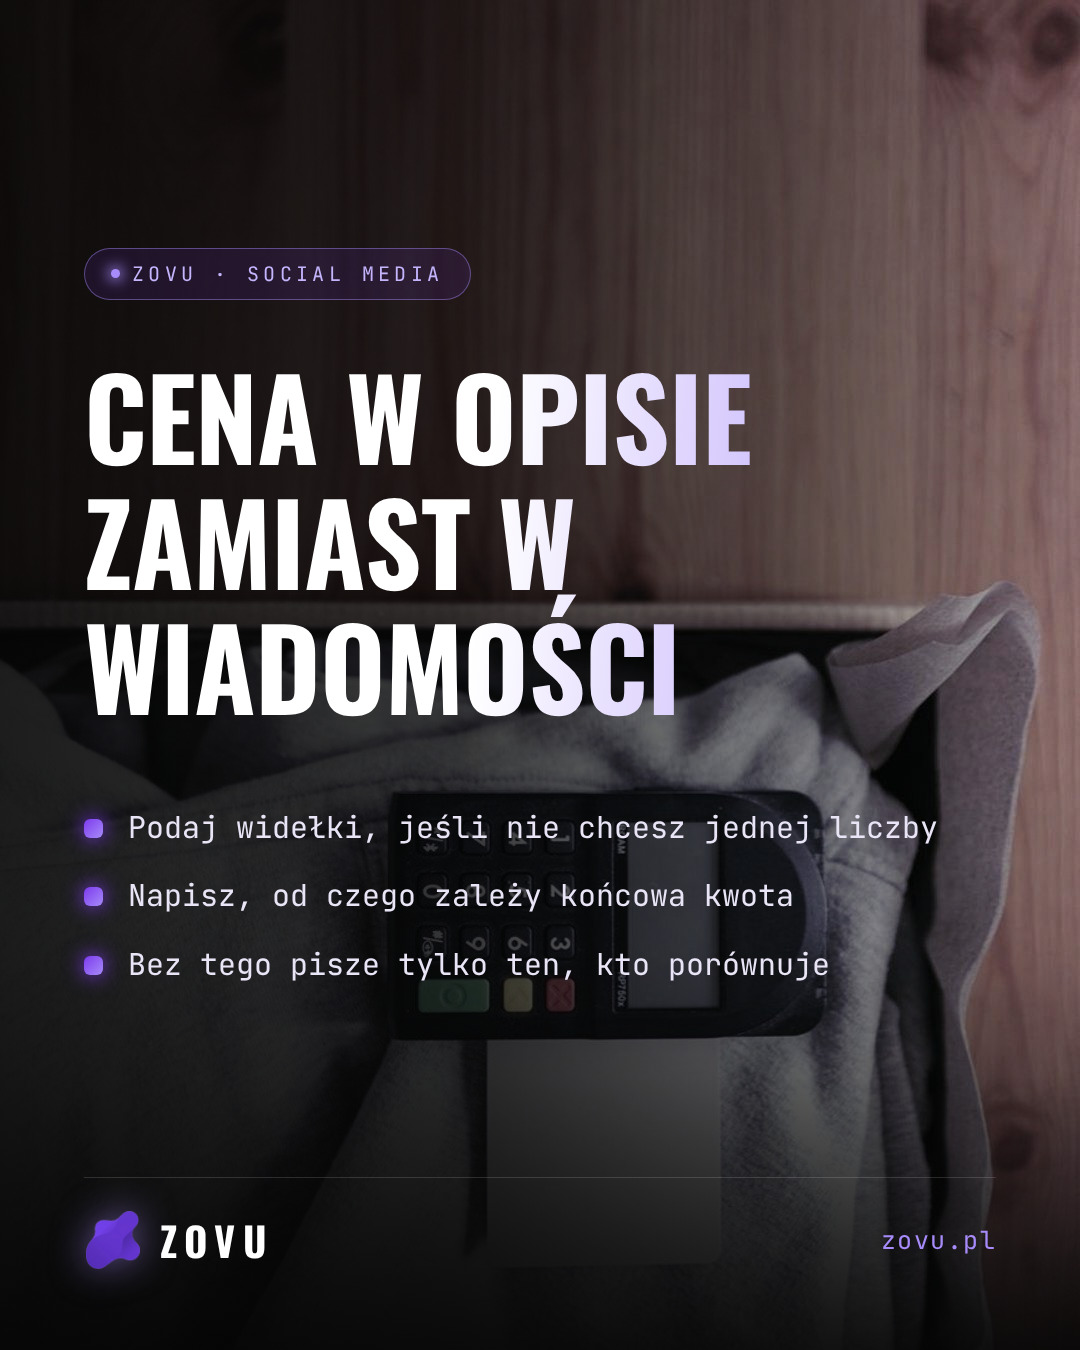 ZOVU · SOCIAL MEDIA
CENA W OPISIE
ZAMIAST W
WIADOMOŚCI
Podaj widełki, jeśli nie chcesz jednej liczby
Napisz, od czego zależy końcowa kwota
Bez tego pisze tylko ten, kto porównuje
ZOVU
zovu.pl